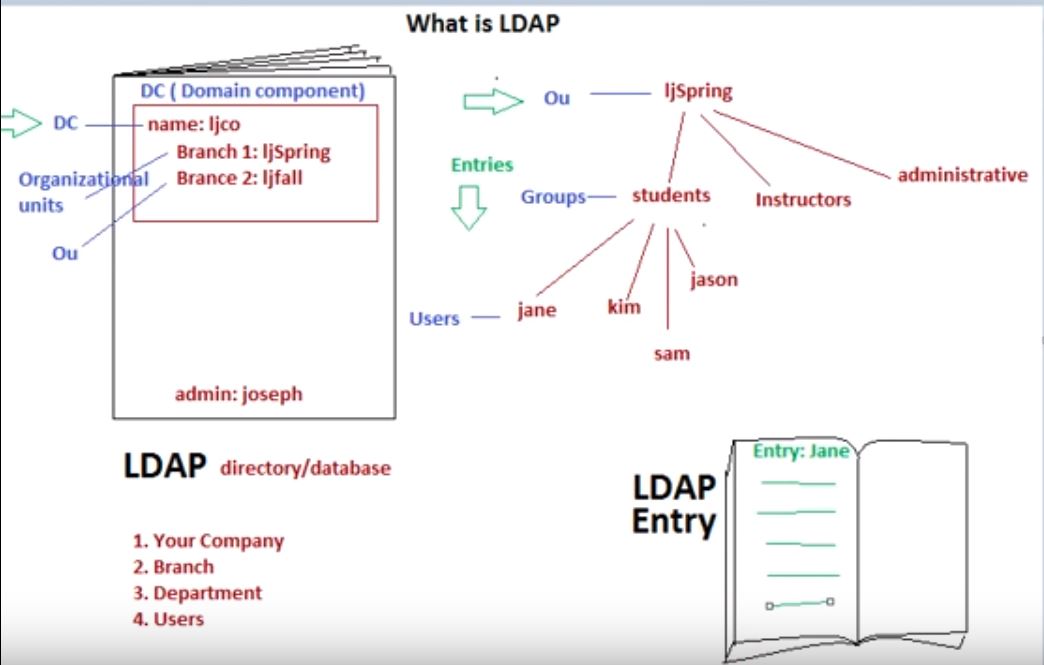 What is LDAP
DC ( Domain component)
DC
name: ljco
Branch 1: ljSpring
Brance 2: ljfall
Organizational
units
Ou
admin: joseph
LDAP directory/database
1. Your Company
2. Branch
3. Department
4. Users
Ou
ljSpring
Entries
Groups
students
Instructors
administrative
Users
jane
kim
sam
jason
LDAP
Entry
Entry: Jane